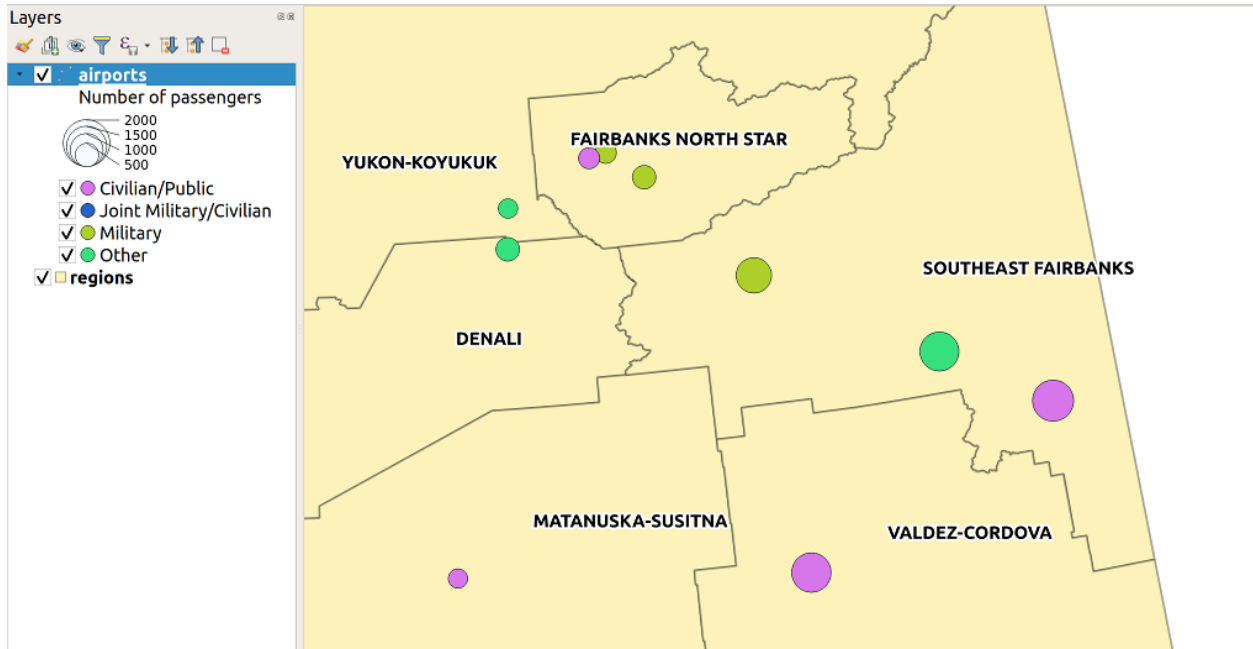 Layers
airports
Number of passengers
2000
1500
1000
500
Civilian/Public
Joint Military/Civilian
Military
Other
regions
FAIRBANKS NORTH STAR
YUKON-KOYUKUK
SOUTHEAST FAIRBANKS
DENALI
MATANUSKA-SUSITNA
VALDEZ-CORDOVA